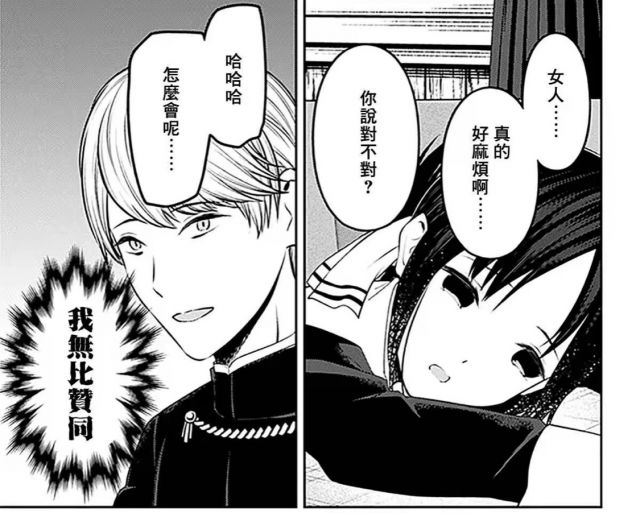 女人……
真的
好麻煩啊……
你說對不對？
哈哈哈
怎麼會呢……
我無比贊同